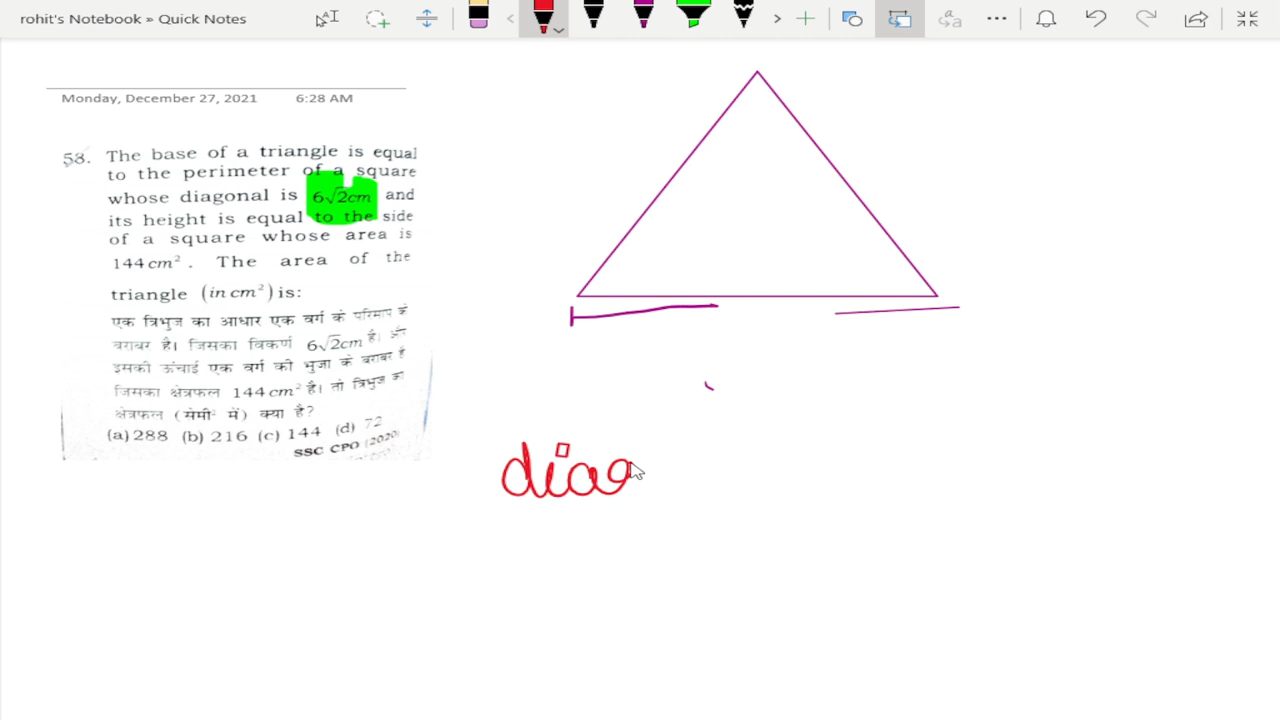 rohit's Notebook » Quick Notes
Monday, December 27, 2021 6:28 AM
58. The base of a triangle is equal
to the perimeter of a square
whose diagonal is 6√2cm and
its height is equal to the side
of a square whose area is
144cm². The area of the
triangle (in cm²) is:
एक त्रिभुज का आधार एक वर्ग के परिमाप के
बराबर है। जिसका विकर्ण 6√2cm है। और
इसकी ऊंचाई एक वर्ग की भुजा के बराबर है
जिसका क्षेत्रफल 144cm² है। तो त्रिभुज का
क्षेत्रफल (सेमी² में) क्या है?
(a) 288 (b) 216 (c) 144 (d) 72
SSC CPO (2020)
diag